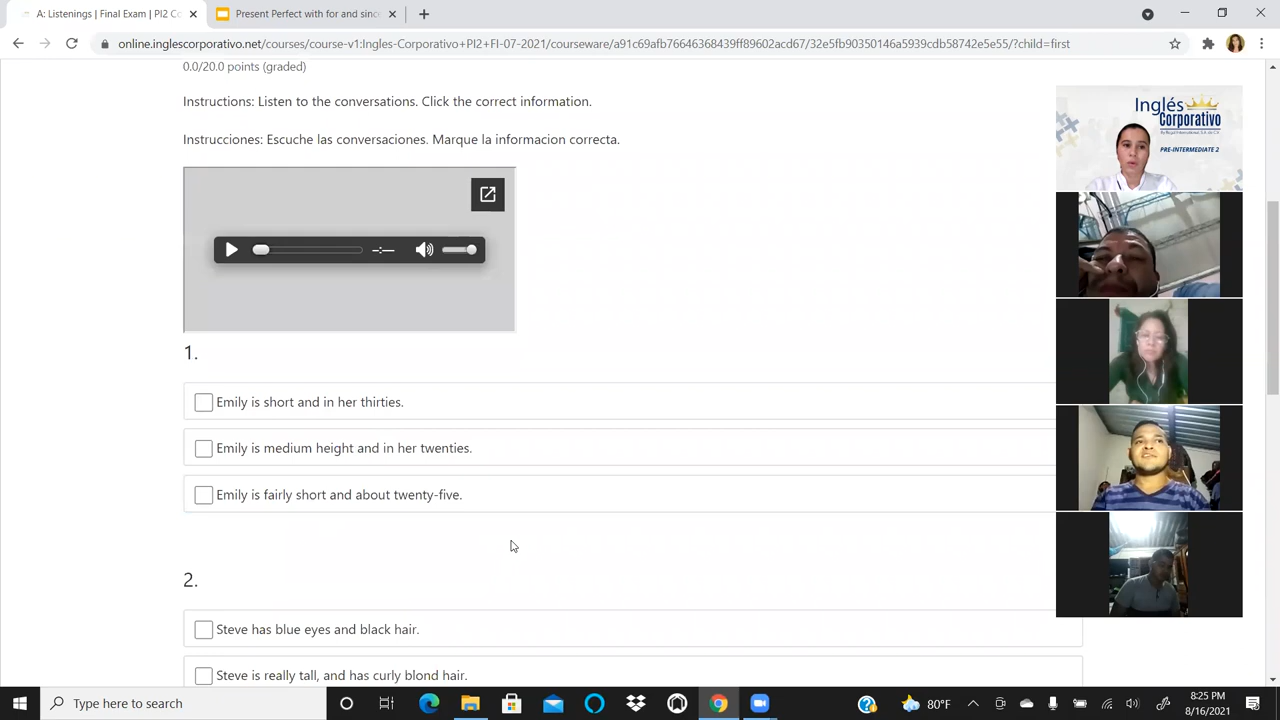 A: Listenings | Final Exam | PI2 Co
Present Perfect with for and since
online.inglescorporativo.net/courses/course-v1:Ingles-Corporativo+PI2+FI-07-2021/courseware/a91c69afb76646368439ff89602acd67/32e5fb90350146a5939cdb58742e5e55/?child=first
0.0/20.0 points (graded)
Instructions: Listen to the conversations. Click the correct information.
Instrucciones: Escuche las conversaciones. Marque la informacion correcta.
-:--
1.
Emily is short and in her thirties.
Emily is medium height and in her twenties.
Emily is fairly short and about twenty-five.
2.
Steve has blue eyes and black hair.
Steve is really tall, and has curly blond hair.
Inglés
Corporativo
PRE-INTERMEDIATE 2
Type here to search
80°F
8:25 PM
8/16/2021